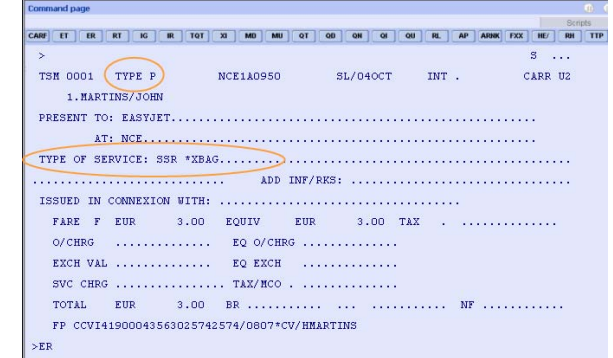 Command page
Scripts
CARF ET ER RT IG IR TQT XI MD MU QT QD QN QI QU RL AP ARNK FXX HE/ RH TTP
> S ...
TSM 0001 TYPE P NCE1A0950 SL/04OCT INT . CARR U2
1.MARTINS/JOHN
PRESENT TO: EASYJET..............................................
AT: NCE..............................................
TYPE OF SERVICE: SSR *XBAG............................................
........................ ADD INF/RKS: ............................
ISSUED IN CONNEXION WITH: ...............................
FARE F EUR 3.00 EQUIV EUR 3.00 TAX . .............
O/CHRG ............ EQ O/CHRG ............
EXCH VAL ............ EQ EXCH ............
SVC CHRG .............. TAX/MCO . ............
TOTAL EUR 3.00 BR .......... ... .......... NF ...........
FP CCVI4190004356302574­2574/0807*CV/HMARTINS
>ER